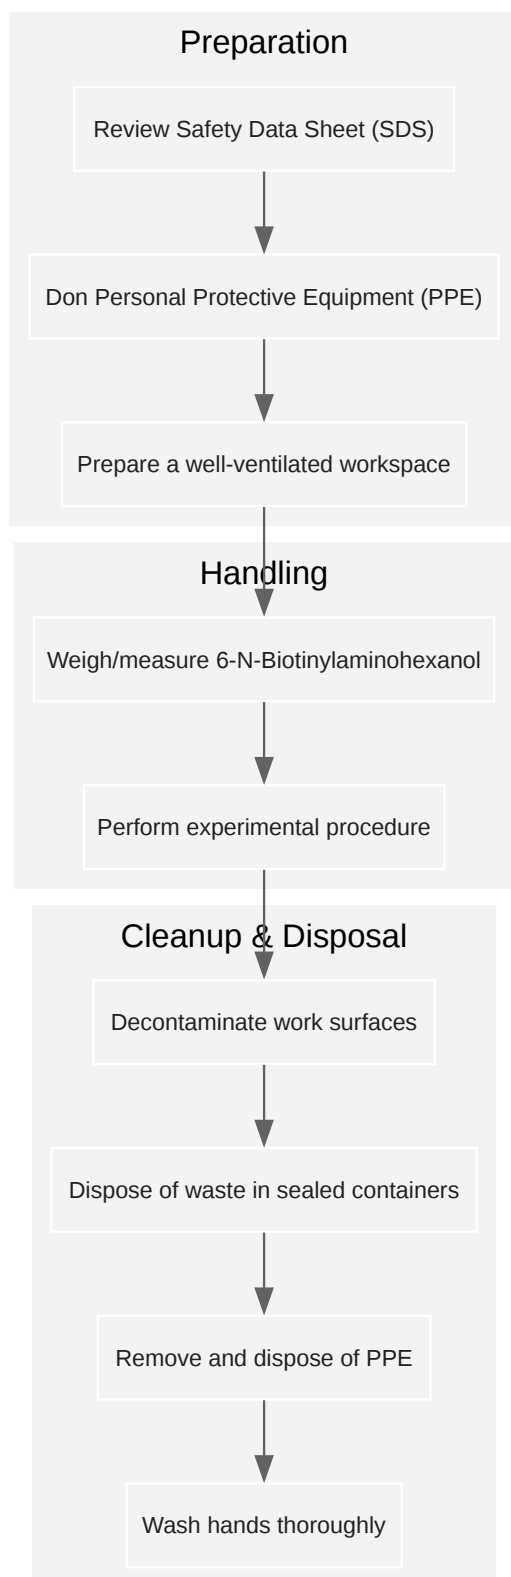 Preparation
Review Safety Data Sheet (SDS)
Don Personal Protective Equipment (PPE)
Prepare a well-ventilated workspace
Handling
Weigh/measure 6-N-Biotinylaminohexanol
Perform experimental procedure
Cleanup & Disposal
Decontaminate work surfaces
Dispose of waste in sealed containers
Remove and dispose of PPE
Wash hands thoroughly